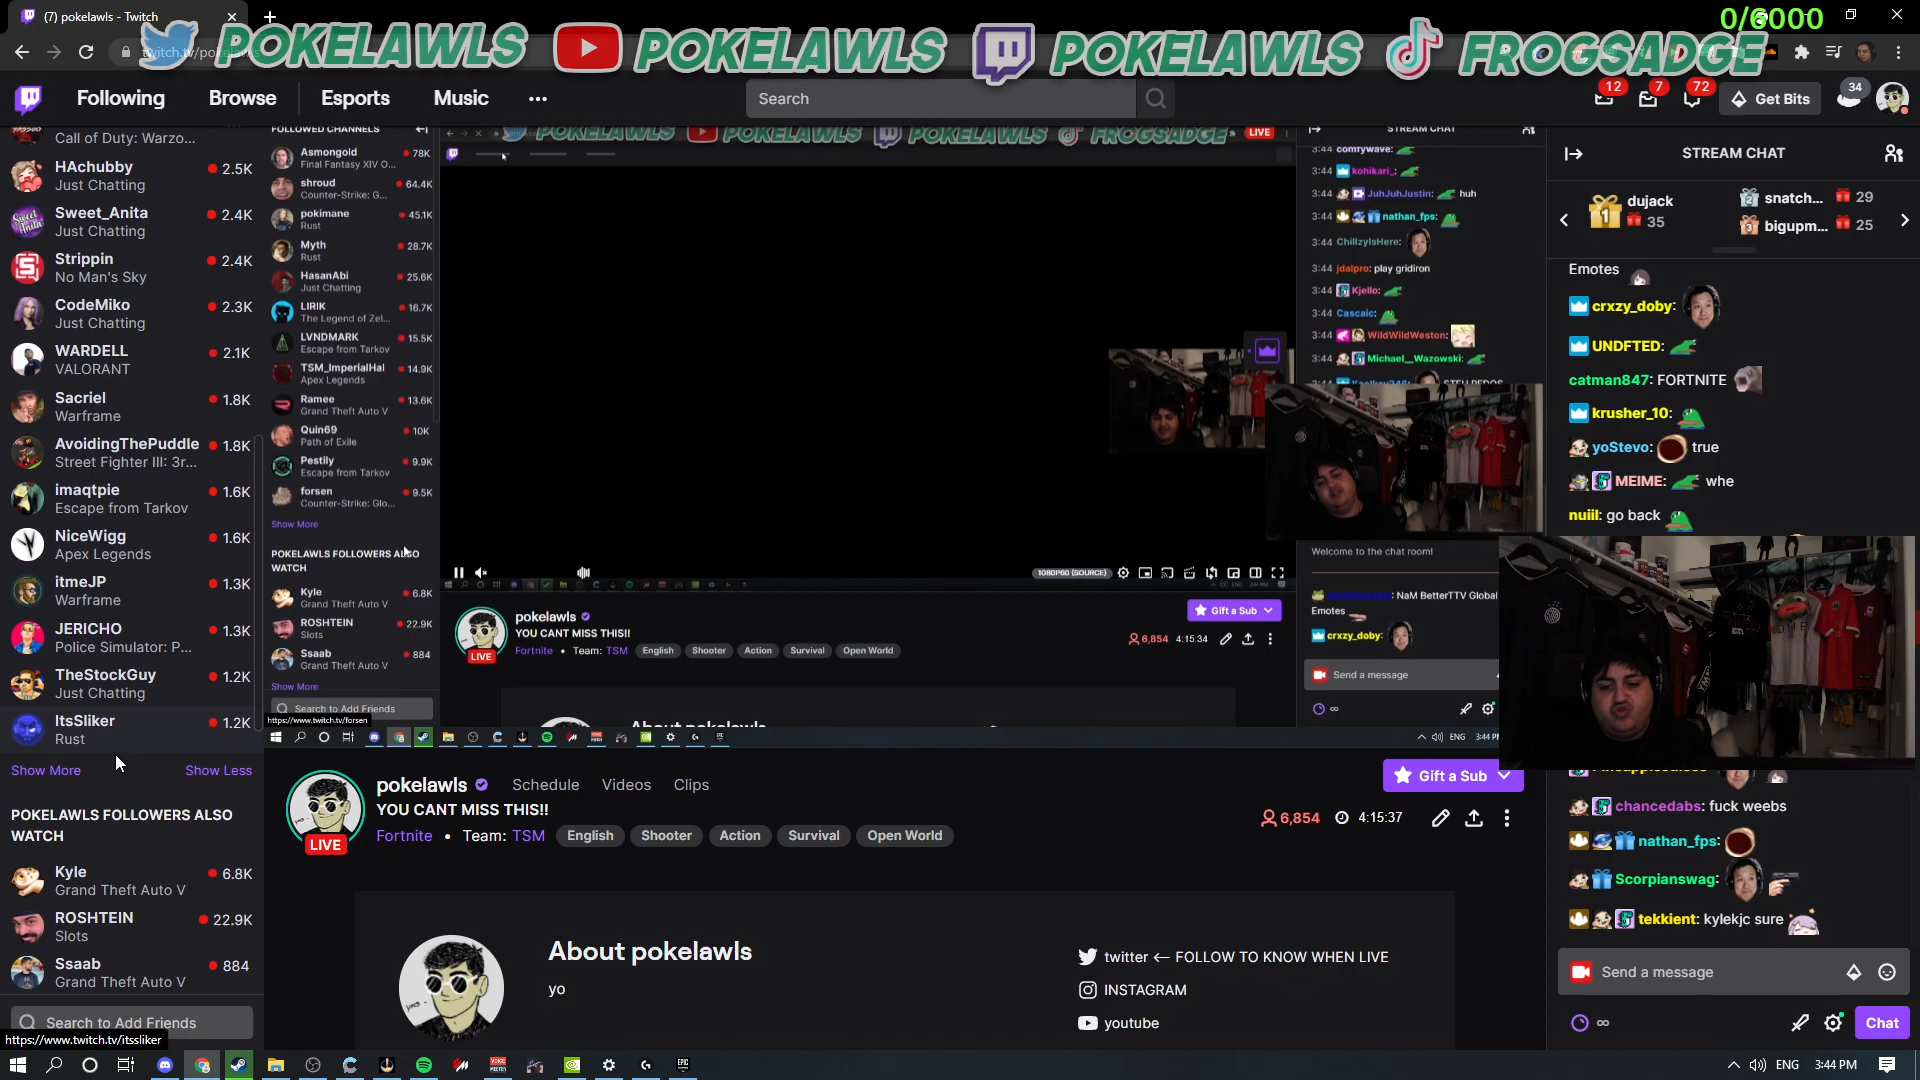 (7) pokelawls - Twitch
0/6000
POKELAWLS
POKELAWLS
POKELAWLS
FROGSADGE
Following
Browse
Esports
Music
Search
12
7
72
Get Bits
34
Call of Duty: Warzo...
HAchubby
2.5K
Just Chatting
Sweet_Anita
2.4K
Just Chatting
Strippin
2.4K
No Man's Sky
CodeMiko
2.3K
Just Chatting
WARDELL
2.1K
VALORANT
Sacriel
1.8K
Warframe
AvoidingThePuddle
1.8K
Street Fighter III: 3r...
imaqtpie
1.6K
Escape from Tarkov
NiceWigg
1.6K
Apex Legends
itmeJP
1.3K
Warframe
JERICHO
1.3K
Police Simulator: P...
TheStockGuy
1.2K
Just Chatting
ItsSliker
1.2K
Rust
Show More
Show Less
POKELAWLS FOLLOWERS ALSO
WATCH
Kyle
6.8K
Grand Theft Auto V
ROSHTEIN
22.9K
Slots
Ssaab
884
Grand Theft Auto V
Search to Add Friends
https://www.twitch.tv/itssliker
FOLLOWED CHANNELS
Asmongold
78K
Final Fantasy XIV O...
shroud
64.4K
Counter-Strike: G...
pokimane
45.1K
Rust
Myth
28.7K
Rust
HasanAbi
25.6K
Just Chatting
LIRIK
16.7K
The Legend of Zel...
LVNDMARK
15.5K
Escape from Tarkov
TSM_ImperialHal
14.9K
Apex Legends
Ramee
13.6K
Grand Theft Auto V
Quin69
10K
Path of Exile
Pestily
9.9K
Escape from Tarkov
forsen
9.5K
Counter-Strike: Glo...
Show More
POKELAWLS FOLLOWERS ALSO
WATCH
Kyle
6.8K
Grand Theft Auto V
ROSHTEIN
22.9K
Slots
Ssaab
884
Grand Theft Auto V
Show More
Search to Add Friends
https://www.twitch.tv/forsen
POKELAWLS
POKELAWLS
POKELAWLS
FROGSADGE
LIVE
1080P60 (SOURCE)
pokelawls
YOU CANT MISS THIS!!
Fortnite • Team: TSM
English
Shooter
Action
Survival
Open World
LIVE
Gift a Sub
6,854
4:15:34
About pokelawls
STREAM CHAT
3:44 comfywave:
3:44 kohikari_:
3:44 JuhJuhJustin: huh
3:44 nathan_fps:
3:44 ChillzyIsHere:
3:44 jdalpro: play gridiron
3:44 Kjello:
3:44 Cascaic:
3:44 WildWildWeston:
3:44 Michael__Wazowski:
Welcome to the chat room!
: NaM BetterTTV Global
Emotes
crxzy_doby:
Send a message
ENG
pokelawls
Schedule
Videos
Clips
YOU CANT MISS THIS!!
Fortnite • Team: TSM
English
Shooter
Action
Survival
Open World
LIVE
Gift a Sub
6,854
4:15:37
About pokelawls
yo
twitter <— FOLLOW TO KNOW WHEN LIVE
INSTAGRAM
youtube
STREAM CHAT
1
dujack
35
2
snatch...
29
3
bigupm...
25
Emotes
crxzy_doby:
UNDFTED:
catman847: FORTNITE
krusher_10:
yoStevo: true
MEIME: whe
nuiil: go back
chancedabs: fuck weebs
nathan_fps:
Scorpianswag:
tekkient: kylekjc sure
Send a message
∞
Chat
ENG
3:44 PM